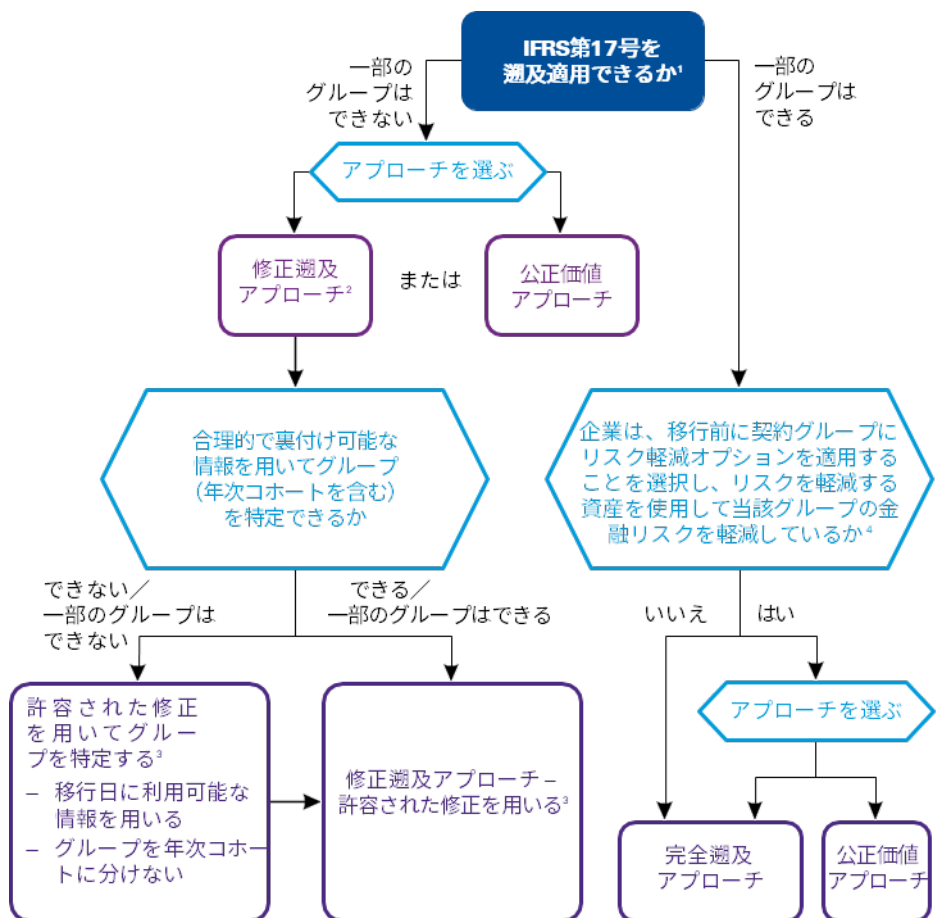 IFRS第17号を
遡及適用できるか¹
一部の
グループは
できない
一部の
グループは
できる
アプローチを選ぶ
修正遡及
アプローチ²
または
公正価値
アプローチ
合理的で裏付け可能な
情報を用いてグループ
（年次コホートを含む）
を特定できるか
企業は、移行前に契約グループに
リスク軽減オプションを適用する
ことを選択し、リスクを軽減する
資産を使用して当該グループの金
融リスクを軽減しているか⁴
できない／
一部のグループは
できない
できる／
一部のグループはできる
いいえ
はい
許容された修正
を用いてグルー
プを特定する³
– 移行日に利用可能な
情報を用いる
– グループを年次コホー
トに分けない
修正遡及アプローチ –
許容された修正を用いる³
アプローチを選ぶ
完全遡及
アプローチ
公正価値
アプローチ